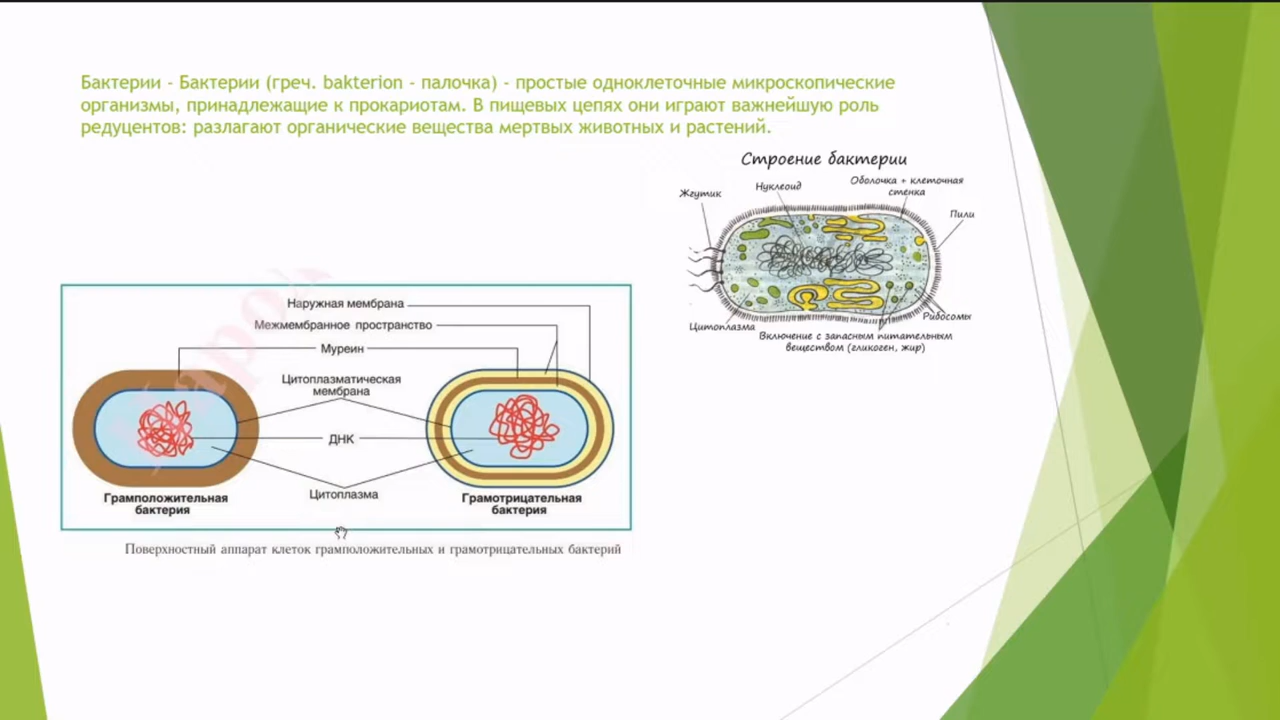 Бактерии - Бактерии (греч. bakterion - палочка) - простые одноклеточные микроскопические
организмы, принадлежащие к прокариотам. В пищевых цепях они играют важнейшую роль
редуцентов: разлагают органические вещества мертвых животных и растений.
Строение бактерии
Жгутик
Нуклеоид
Оболочка + клеточная
стенка
Пили
Цитоплазма
Рибосомы
Включение с запасным питательным
веществом (гликоген, жир)
Наружная мембрана
Межмембранное пространство
Муреин
Цитоплазматическая
мембрана
ДНК
Цитоплазма
Грамположительная
бактерия
Грамотрицательная
бактерия
Поверхностный аппарат клеток грамположительных и грамотрицательных бактерий